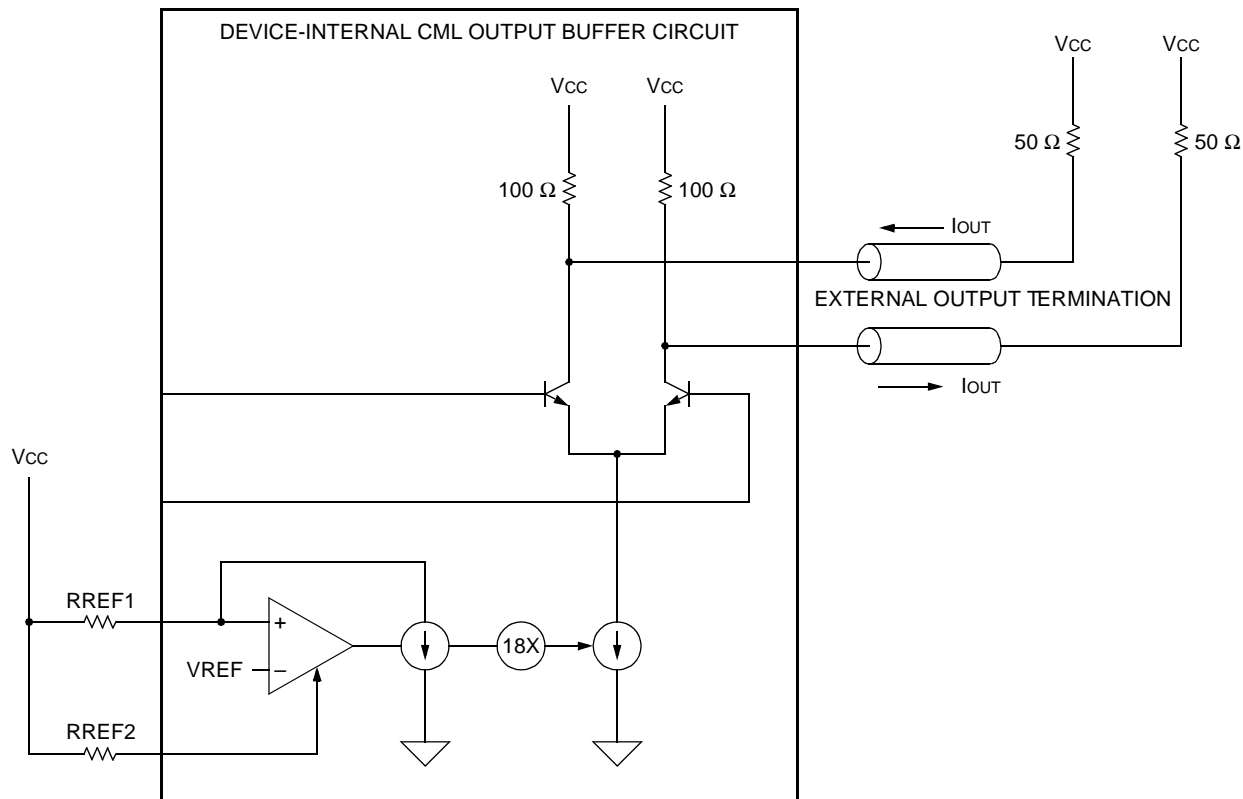 DEVICE-INTERNAL CML OUTPUT BUFFER CIRCUIT
VCC
VCC
VCC
VCC
50 Ω
50 Ω
100 Ω
100 Ω
IOUT
EXTERNAL OUTPUT TERMINATION
IOUT
VCC
RREF1
+
18X
VREF
−
RREF2